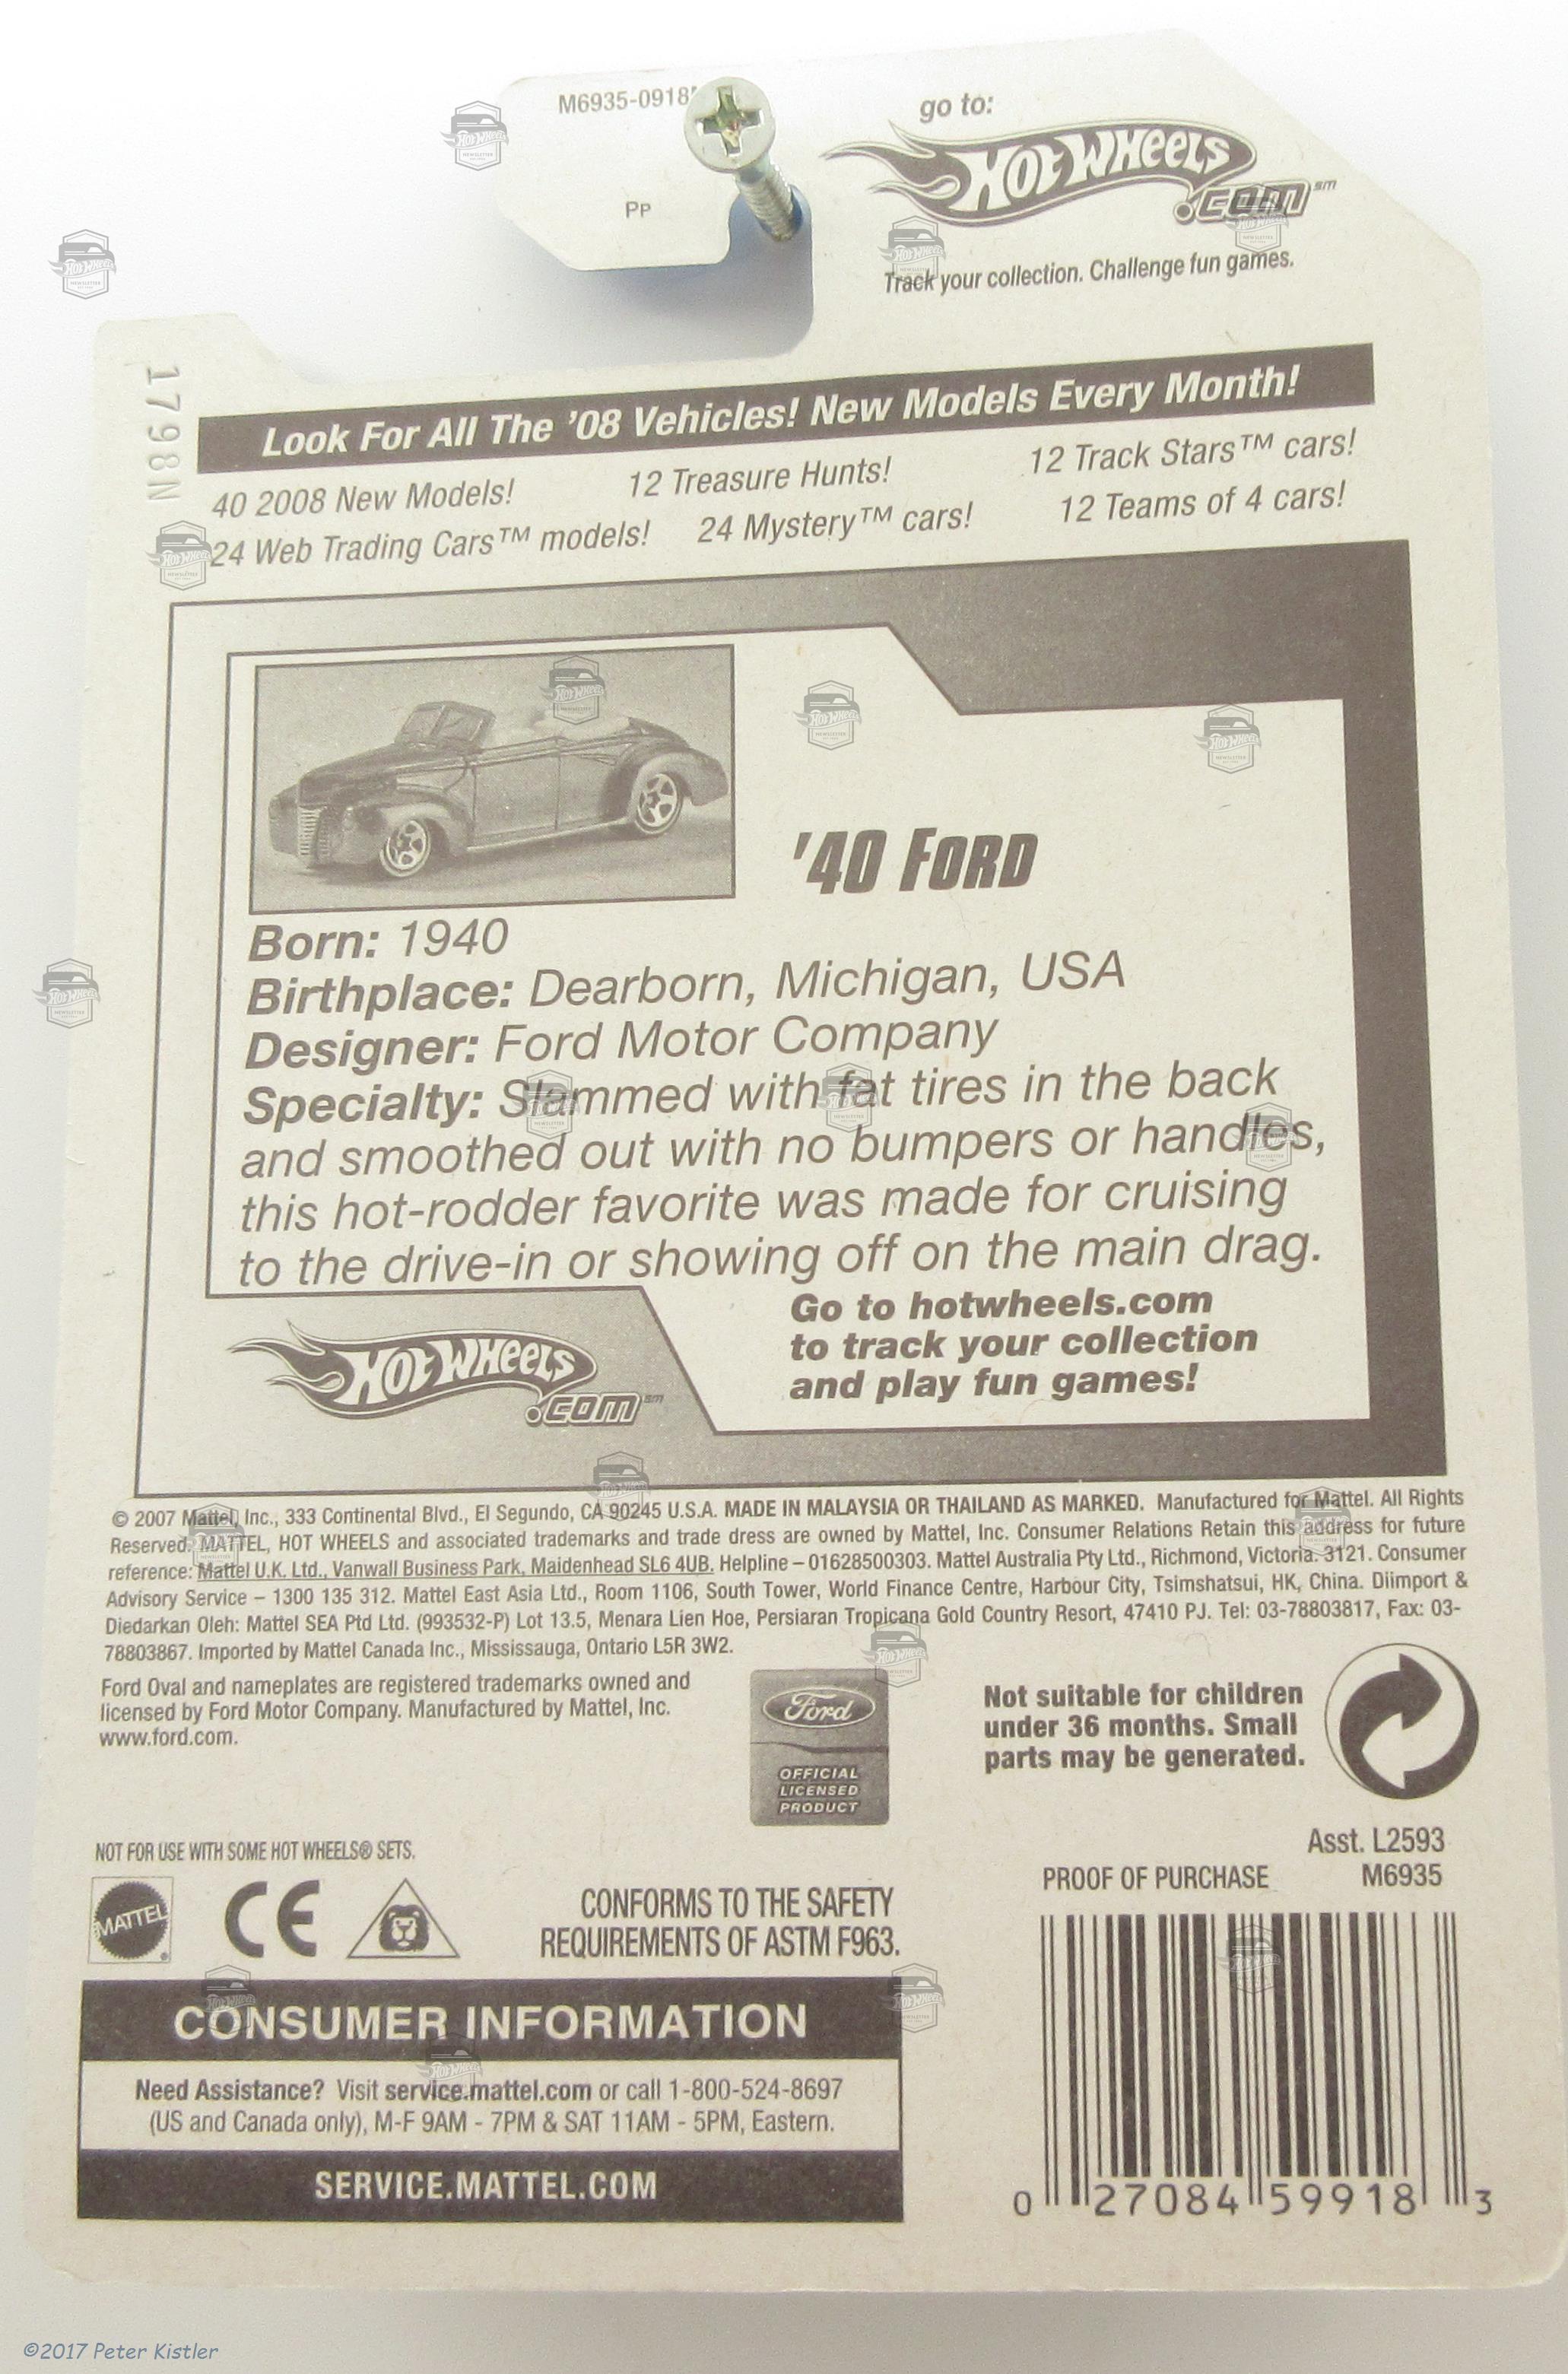 M6935-0918
PP
go to:
HOT WHEELS
.COM℠
Track your collection. Challenge fun games.
1798N
Look For All The '08 Vehicles! New Models Every Month!
40 2008 New Models! 12 Treasure Hunts! 12 Track Stars™ cars!
24 Web Trading Cars™ models! 24 Mystery™ cars! 12 Teams of 4 cars!
'40 FORD
Born: 1940
Birthplace: Dearborn, Michigan, USA
Designer: Ford Motor Company
Specialty: Slammed with fat tires in the back
and smoothed out with no bumpers or handles,
this hot-rodder favorite was made for cruising
to the drive-in or showing off on the main drag.
Go to hotwheels.com
to track your collection
and play fun games!
HOT WHEELS
.COM℠
© 2007 Mattel, Inc., 333 Continental Blvd., El Segundo, CA 90245 U.S.A. MADE IN MALAYSIA OR THAILAND AS MARKED. Manufactured for Mattel. All Rights
Reserved. MATTEL, HOT WHEELS and associated trademarks and trade dress are owned by Mattel, Inc. Consumer Relations Retain this address for future
reference: Mattel U.K. Ltd., Vanwall Business Park, Maidenhead SL6 4UB. Helpline – 01628500303. Mattel Australia Pty Ltd., Richmond, Victoria. 3121. Consumer
Advisory Service – 1300 135 312. Mattel East Asia Ltd., Room 1106, South Tower, World Finance Centre, Harbour City, Tsimshatsui, HK, China. Diimport &
Diedarkan Oleh: Mattel SEA Ptd Ltd. (993532-P) Lot 13.5, Menara Lien Hoe, Persiaran Tropicana Gold Country Resort, 47410 PJ. Tel: 03-78803817, Fax: 03-
78803867. Imported by Mattel Canada Inc., Mississauga, Ontario L5R 3W2.
Ford Oval and nameplates are registered trademarks owned and
licensed by Ford Motor Company. Manufactured by Mattel, Inc.
www.ford.com.
Ford
OFFICIAL
LICENSED
PRODUCT
Not suitable for children
under 36 months. Small
parts may be generated.
NOT FOR USE WITH SOME HOT WHEELS® SETS.
MATTEL
CE
CONFORMS TO THE SAFETY
REQUIREMENTS OF ASTM F963.
Asst. L2593
PROOF OF PURCHASE M6935
CONSUMER INFORMATION
Need Assistance? Visit service.mattel.com or call 1-800-524-8697
(US and Canada only), M-F 9AM - 7PM & SAT 11AM - 5PM, Eastern.
SERVICE.MATTEL.COM
0 27084 59918 3
©2017 Peter Kistler